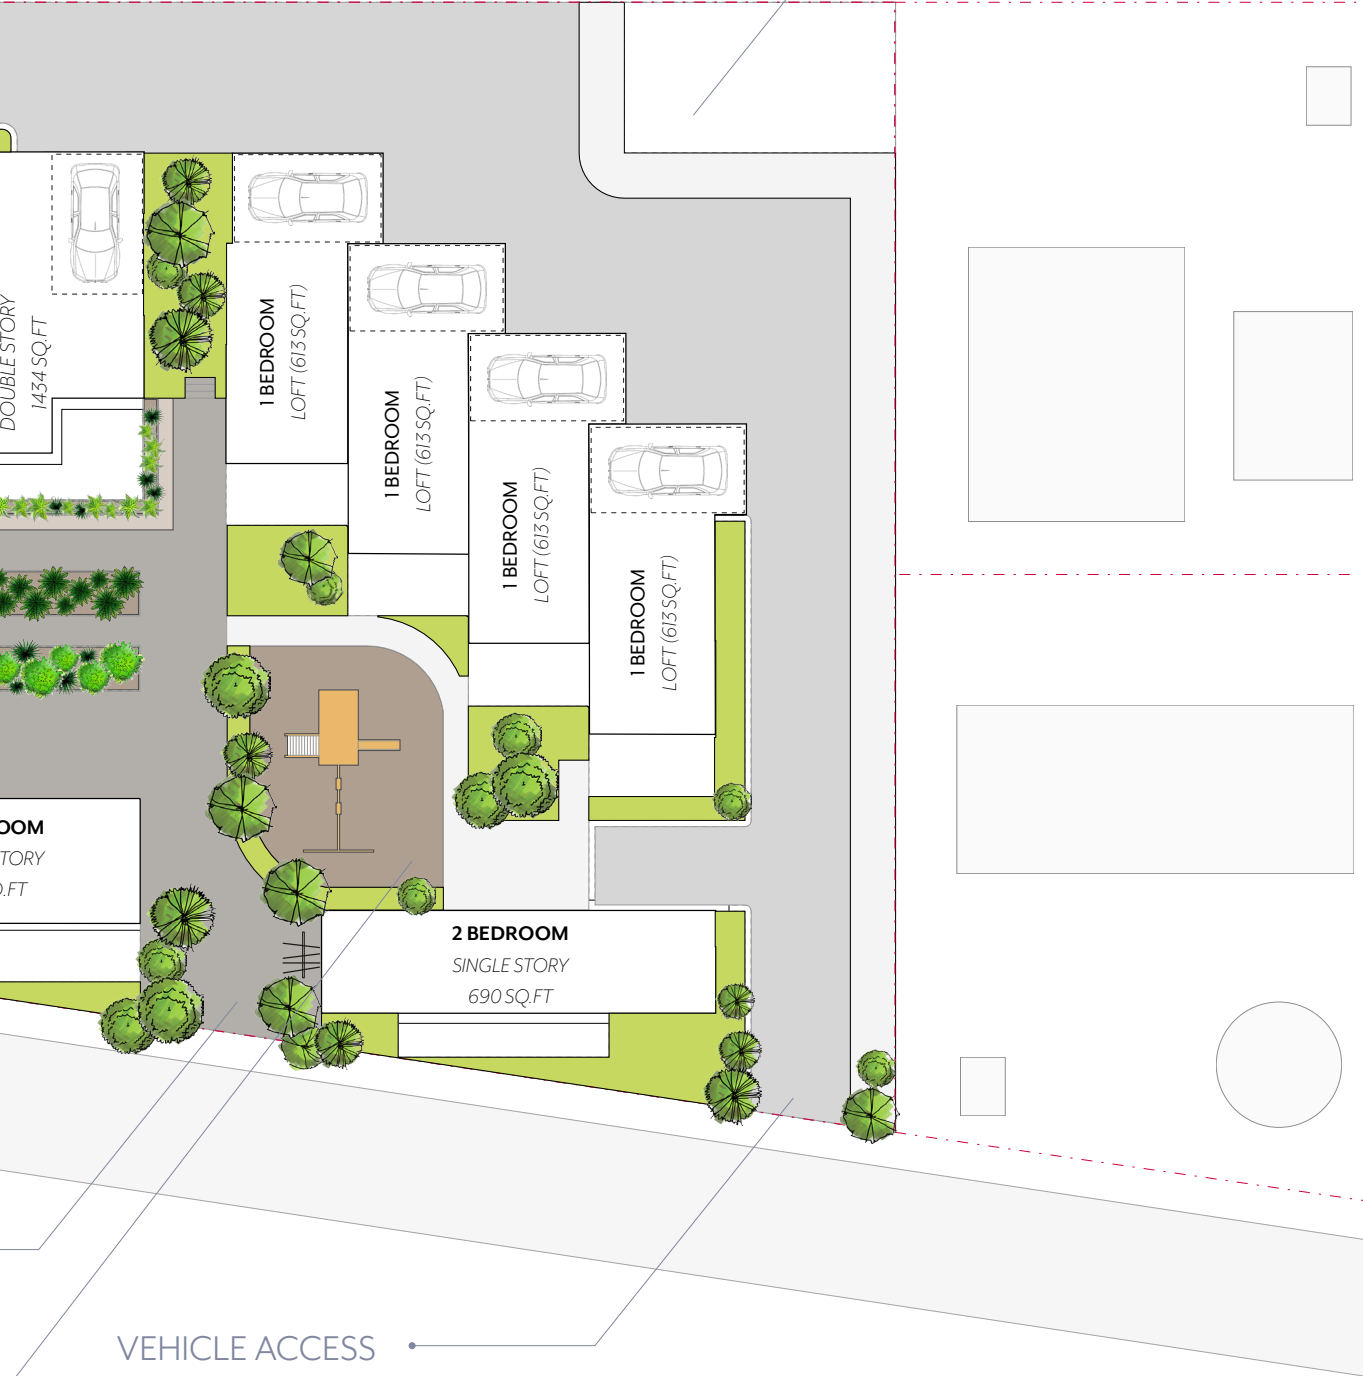 DOUBLE STORY
1434 SQ.FT
1 BEDROOM
LOFT (613 SQ.FT)
1 BEDROOM
LOFT (613 SQ.FT)
1 BEDROOM
LOFT (613 SQ.FT)
1 BEDROOM
LOFT (613 SQ.FT)
OOM
TORY
.FT
2 BEDROOM
SINGLE STORY
690 SQ.FT
VEHICLE ACCESS